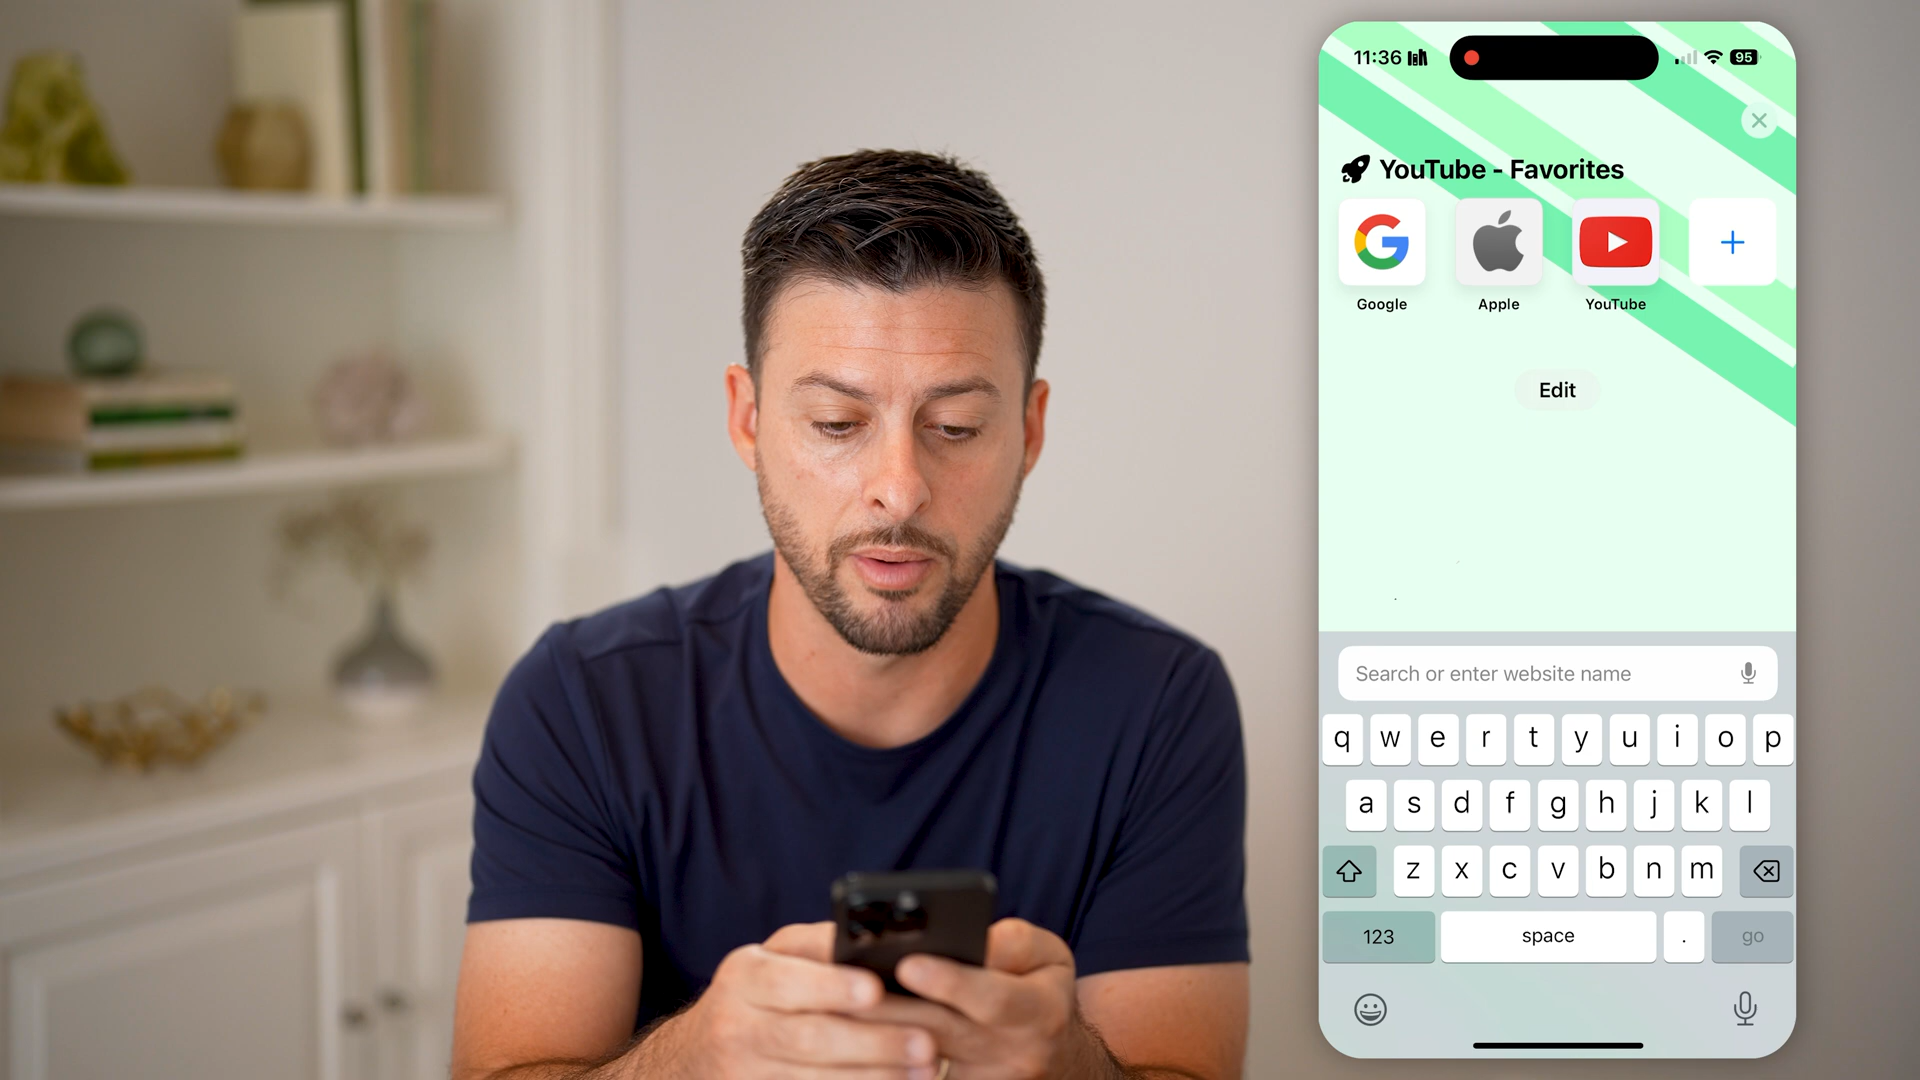 11:36
95
YouTube - Favorites
Google
Apple
YouTube
Edit
Search or enter website name
q w e r t y u i o p
a s d f g h j k l
z x c v b n m
123 space . go